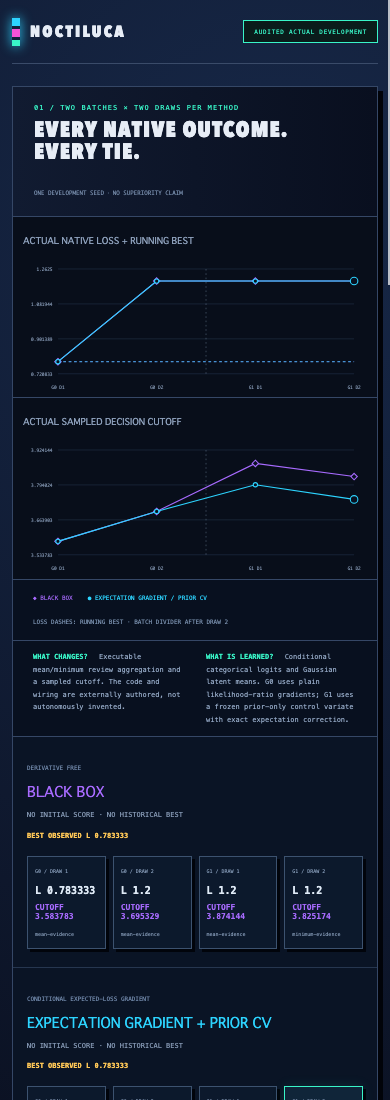 NOCTILUCA
AUDITED ACTUAL DEVELOPMENT
01 / TWO BATCHES × TWO DRAWS PER METHOD
EVERY NATIVE OUTCOME.
EVERY TIE.
ONE DEVELOPMENT SEED · NO SUPERIORITY CLAIM
ACTUAL NATIVE LOSS + RUNNING BEST
1.2625
1.081944
0.901389
0.720833
G0 D1
G0 D2
G1 D1
G1 D2
ACTUAL SAMPLED DECISION CUTOFF
3.924144
3.794024
3.663903
3.533783
G0 D1
G0 D2
G1 D1
G1 D2
◆ BLACK BOX
● EXPECTATION GRADIENT / PRIOR CV
LOSS DASHES: RUNNING BEST · BATCH DIVIDER AFTER DRAW 2
WHAT CHANGES? Executable
mean/minimum review aggregation and
a sampled cutoff. The code and
wiring are externally authored, not
autonomously invented.
WHAT IS LEARNED? Conditional
categorical logits and Gaussian
latent means. G0 uses plain
likelihood-ratio gradients; G1 uses
a frozen prior-only control variate
with exact expectation correction.
DERIVATIVE FREE
BLACK BOX
NO INITIAL SCORE · NO HISTORICAL BEST
BEST OBSERVED L 0.783333
G0 / DRAW 1
L 0.783333
CUTOFF
3.583783
mean-evidence
G0 / DRAW 2
L 1.2
CUTOFF
3.695329
mean-evidence
G1 / DRAW 1
L 1.2
CUTOFF
3.874144
mean-evidence
G1 / DRAW 2
L 1.2
CUTOFF
3.825174
minimum-evidence
CONDITIONAL EXPECTED-LOSS GRADIENT
EXPECTATION GRADIENT + PRIOR CV
NO INITIAL SCORE · NO HISTORICAL BEST
BEST OBSERVED L 0.783333